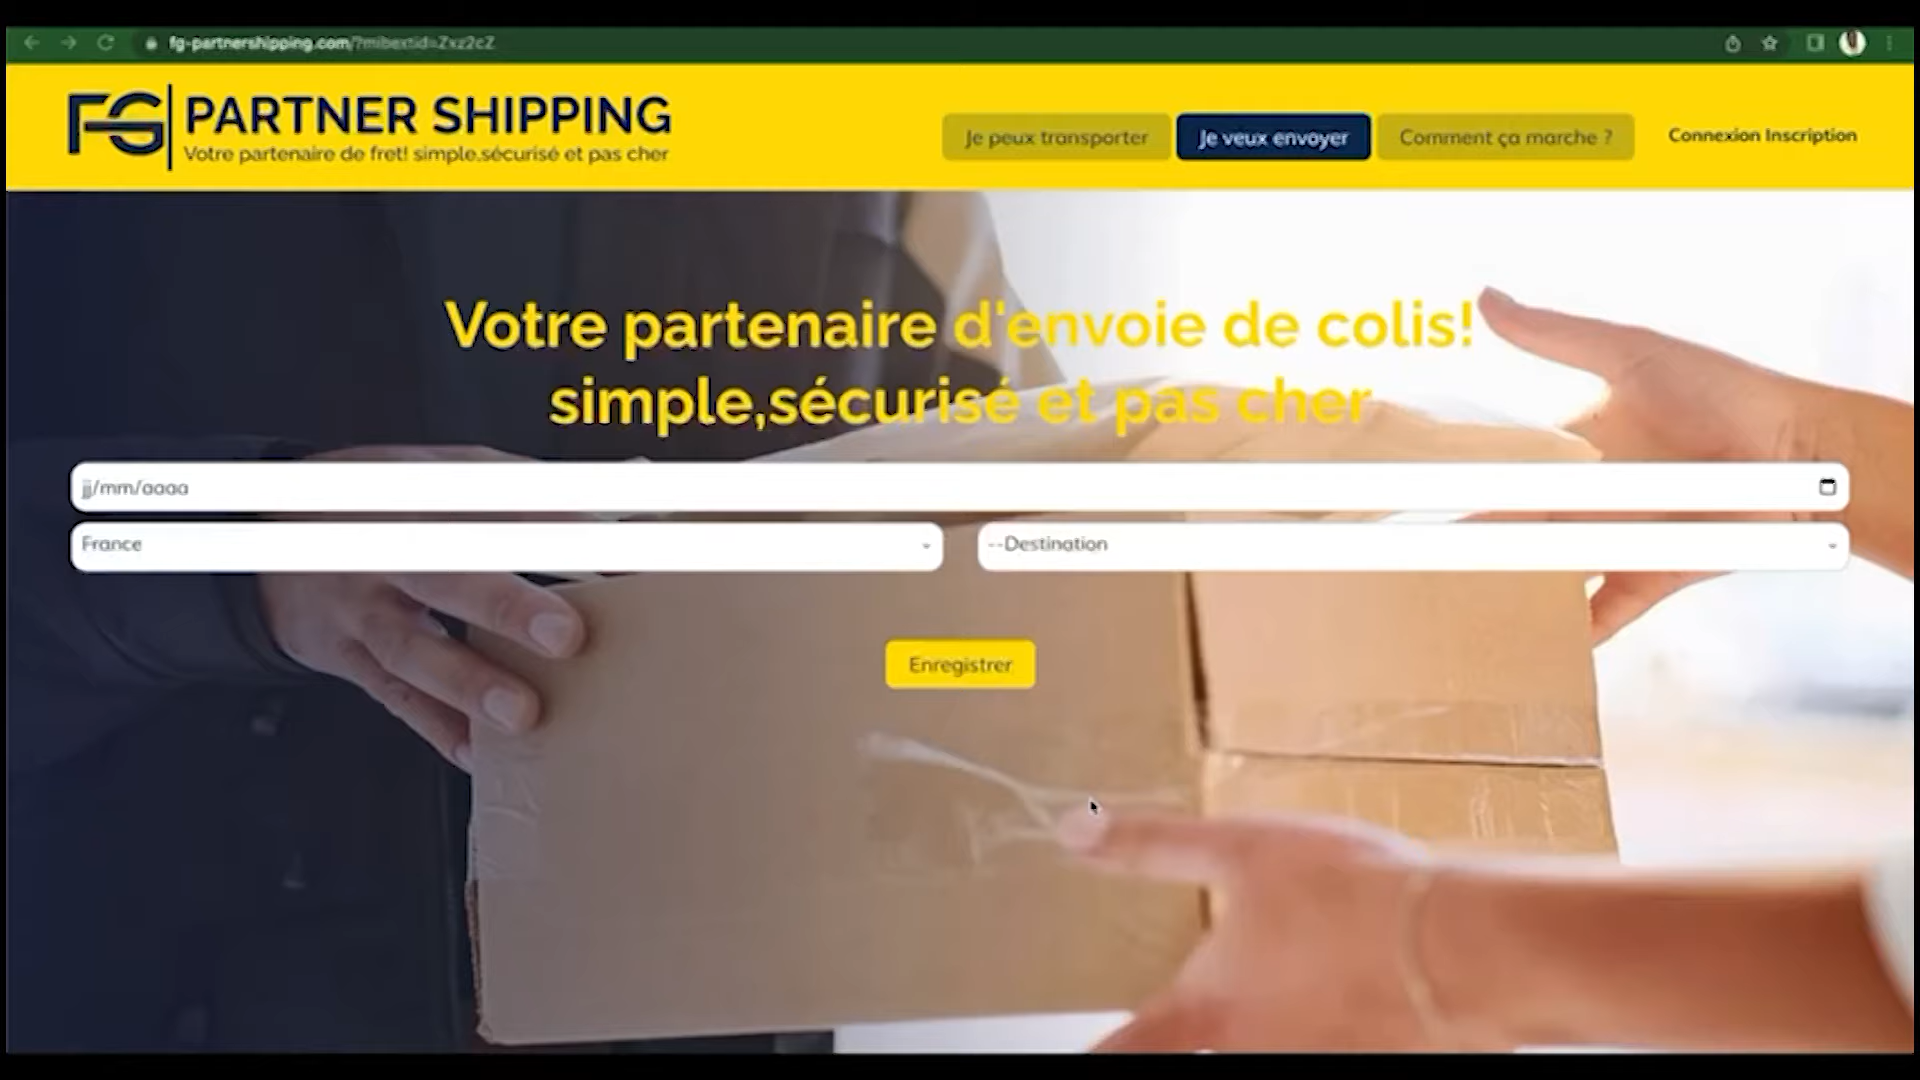 fg-partnershipping.com/?mibextid=Zxz2cZ
FG PARTNER SHIPPING
Votre partenaire de fret! simple.sécurisé et pas cher
Je peux transporter
Je veux envoyer
Comment ça marche ?
Connexion Inscription
Votre partenaire d'envoie de colis!
simple,sécurisé et pas cher
jj/mm/aaaa
France
--Destination
Enregistrer